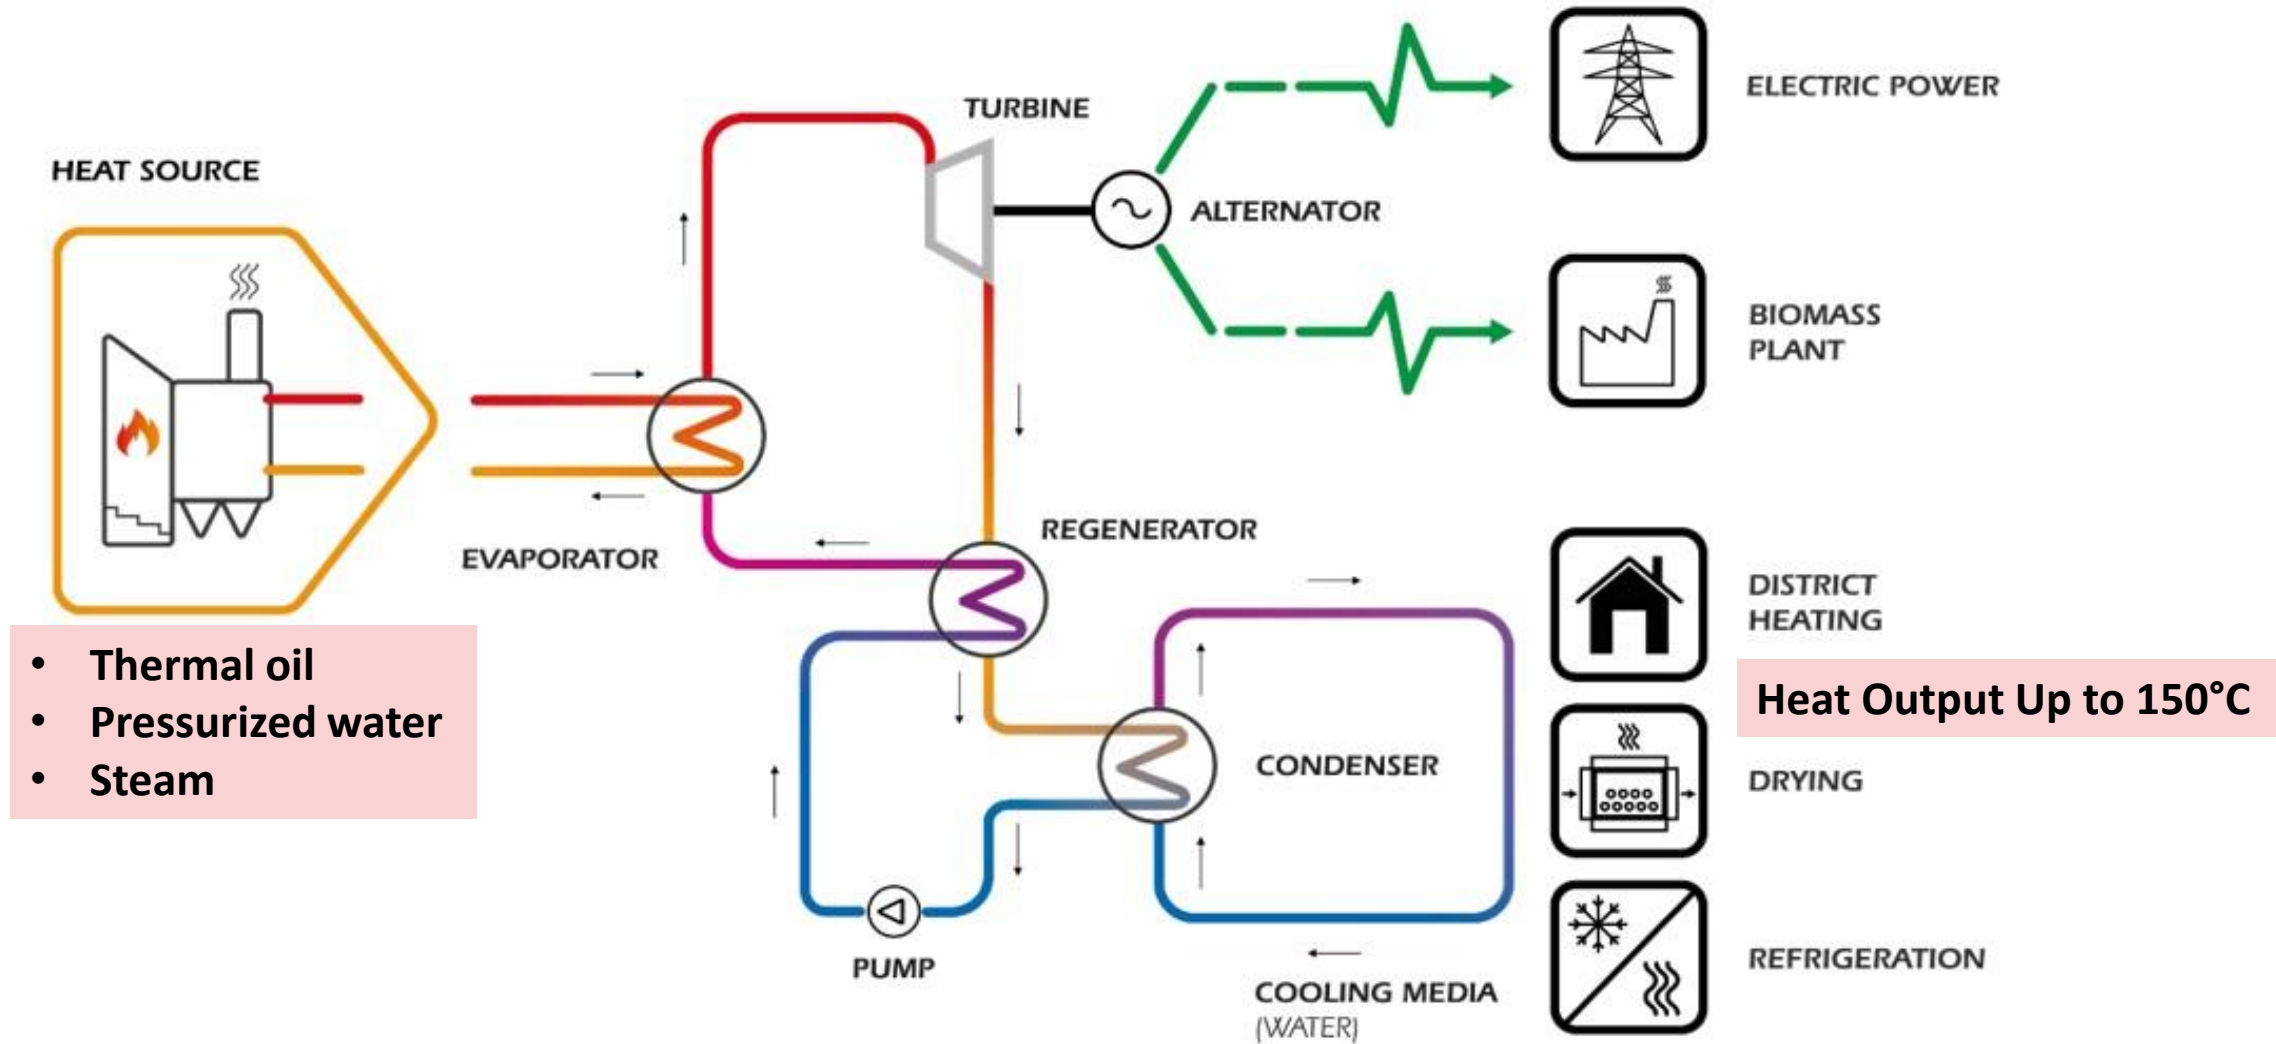 TURBINE
ELECTRIC POWER
HEAT SOURCE
ALTERNATOR
BIOMASS
PLANT
REGENERATOR
EVAPORATOR
DISTRICT
HEATING
• Thermal oil
• Pressurized water
• Steam
Heat Output Up to 150°C
CONDENSER
DRYING
PUMP
REFRIGERATION
COOLING MEDIA
(WATER)